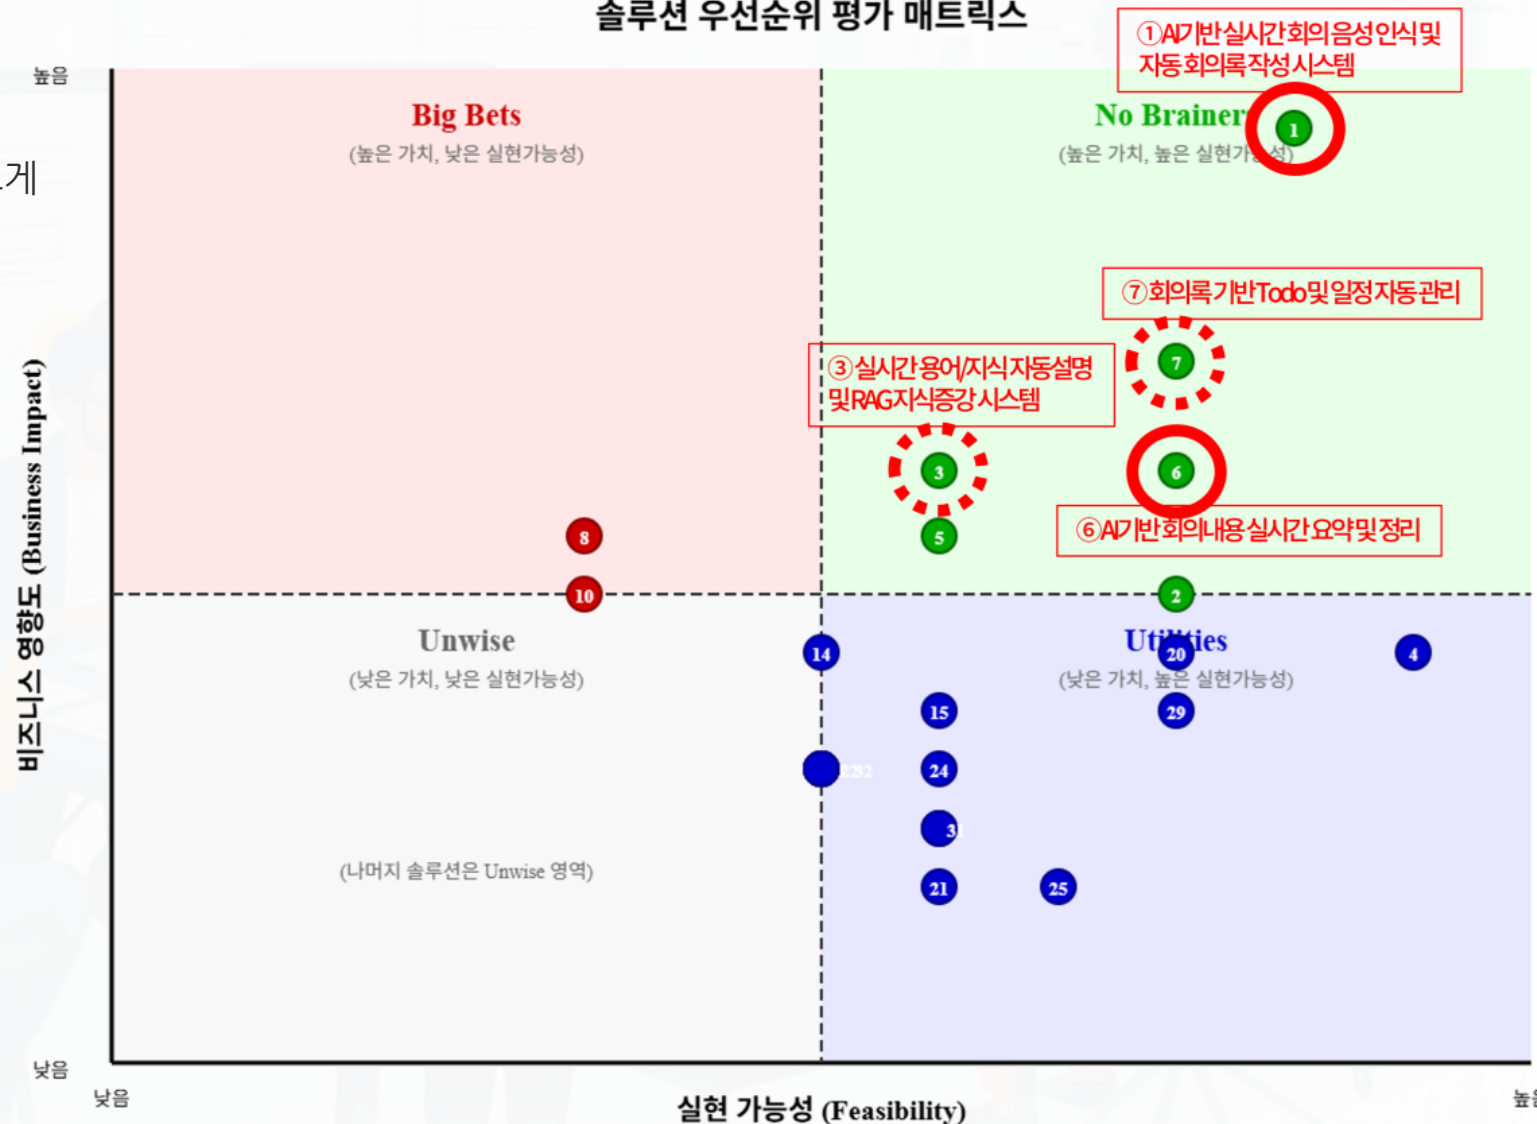 솔루션 우선순위 평가 매트릭스
①AI기반 실시간 회의 음성 인식 및
자동 회의록 작성 시스템
높음
Big Bets
(높은 가치, 낮은 실현가능성)
No Brainers
1
(높은 가치, 높은 실현가능성)
게
⑦ 회의록 기반 Todo 및 일정 자동 관리
7
③ 실시간 용어/지식 자동설명
및 RAG 지식증강 시스템
3
6
⑥AI기반 회의내용 실시간 요약 및 정리
8
5
10
2
비즈니스 영향도 (Business Impact)
Unwise
(낮은 가치, 낮은 실현가능성)
14
Utilities
20
4
(낮은 가치, 높은 실현가능성)
15
29
24
(나머지 솔루션은 Unwise 영역)
21
25
낮음
낮음
실현 가능성 (Feasibility)